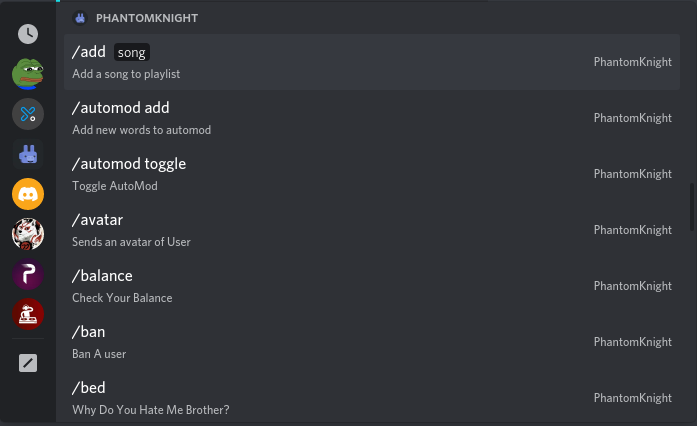 PHANTOMKNIGHT
/add song
Add a song to playlist
PhantomKnight
/automod add
Add new words to automod
PhantomKnight
/automod toggle
Toggle AutoMod
PhantomKnight
/avatar
Sends an avatar of User
PhantomKnight
/balance
Check Your Balance
PhantomKnight
/ban
Ban A user
PhantomKnight
/bed
Why Do You Hate Me Brother?
PhantomKnight